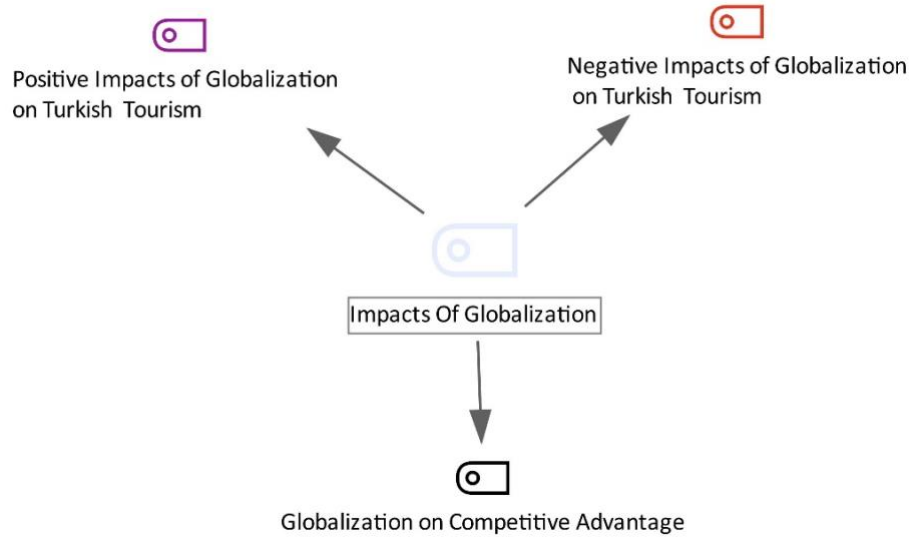 Positive Impacts of Globalization
on Turkish Tourism
Negative Impacts of Globalization
on Turkish Tourism
Impacts Of Globalization
Globalization on Competitive Advantage